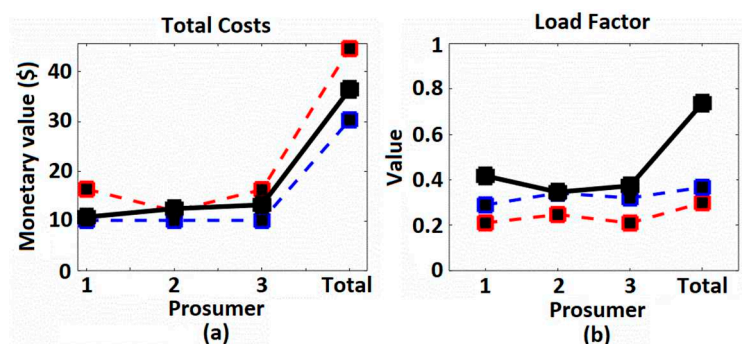 Total Costs
Monetary value ($)
40
30
20
10
0
1 2 3 Total
Prosumer
(a)
Load Factor
Value
1
0.8
0.6
0.4
0.2
0
1 2 3 Total
Prosumer
(b)